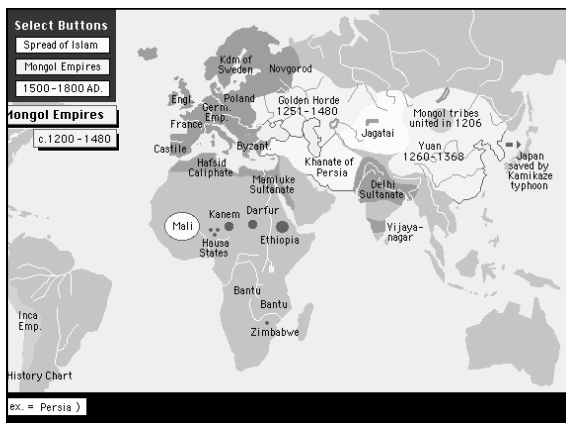 Select Buttons
Spread of Islam
Mongol Empires
1500-1800 AD.
Mongol Empires
c.1200-1480
Kdm of
Sweden
Novgorod
Engl.
Poland
Germ.
Emp.
France
Castile
Byzant.
Golden Horde
1251-1480
Jagatai
Mongol tribes
united in 1206
Yuan
1260-1368
Japan
saved by
Kamikaze
typhoon
Khanate of
Persia
Hafsid
Caliphate
Mamluke
Sultanate
Delhi
Sultanate
Vijaya-
nagar
Mali
Kanem
Darfur
Hausa
States
Ethiopia
Bantu
Bantu
Zimbabwe
Inca
Emp.
History Chart
ex. = Persia )